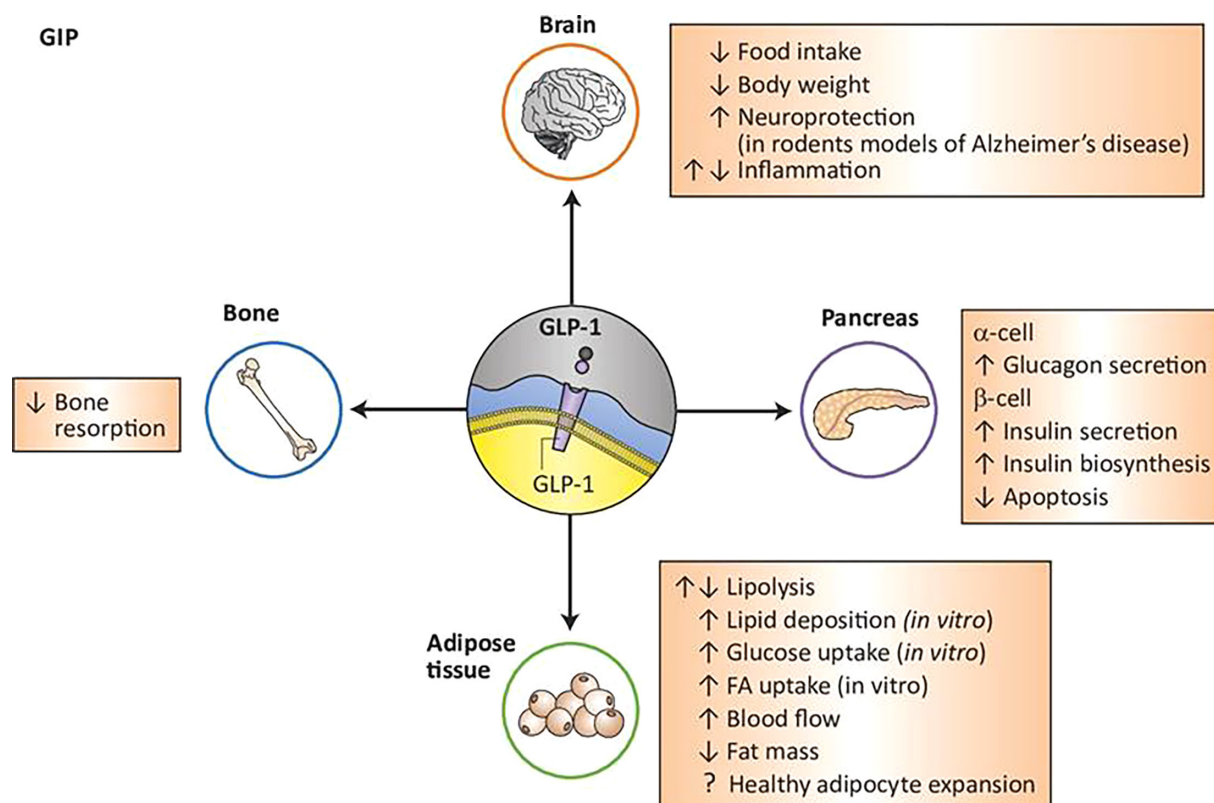 GIP
Brain
↓ Food intake
↓ Body weight
↑ Neuroprotection
(in rodents models of Alzheimer's disease)
↑ ↓ Inflammation
Bone
↓ Bone
resorption
GLP-1
GLP-1
Pancreas
α-cell
↑ Glucagon secretion
β-cell
↑ Insulin secretion
↑ Insulin biosynthesis
↓ Apoptosis
Adipose
tissue
↑ ↓ Lipolysis
↑ Lipid deposition (in vitro)
↑ Glucose uptake (in vitro)
↑ FA uptake (in vitro)
↑ Blood flow
↓ Fat mass
? Healthy adipocyte expansion